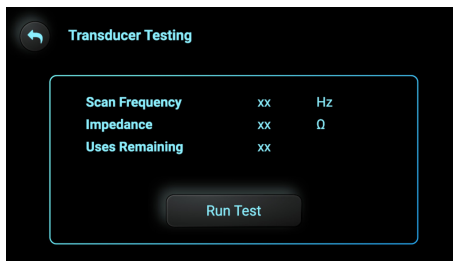 Transducer Testing
Scan Frequency xx Hz
Impedance xx Ω
Uses Remaining xx
Run Test